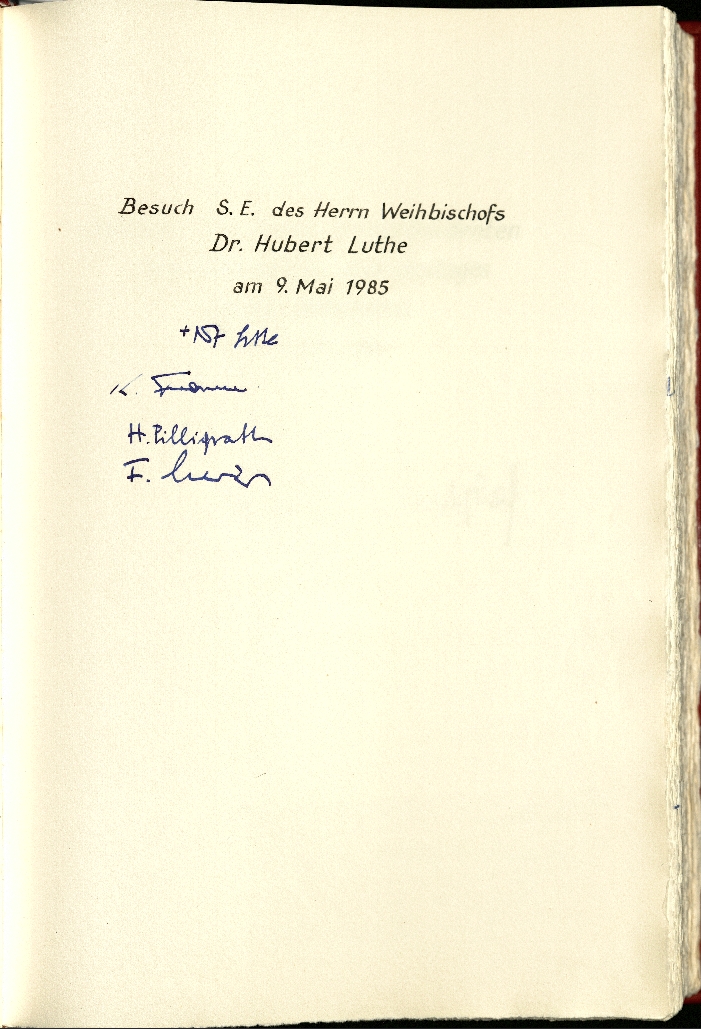 Besuch S. E. des Herrn Weihbischofs
Dr. Hubert Luthe
am 9. Mai 1985
H. Pilligrath
F.